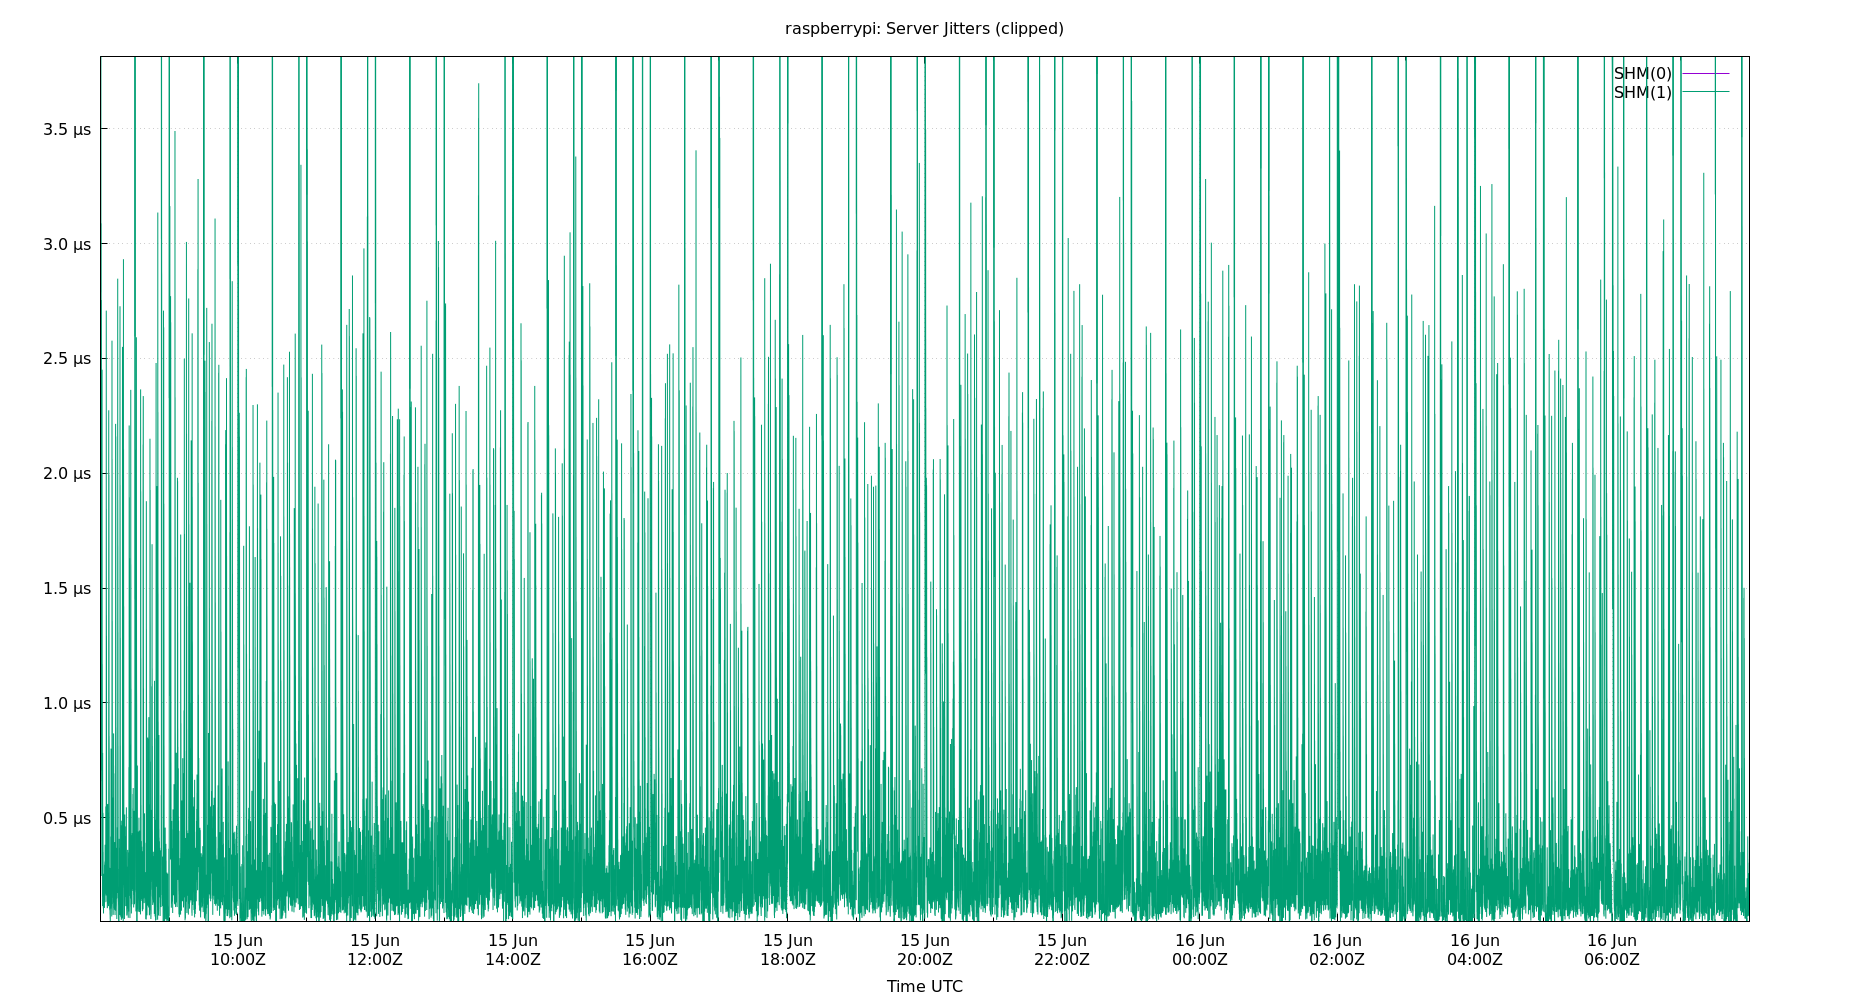 raspberrypi: Server Jitters (clipped)
SHM(0)
SHM(1)
3.5 µs
3.0 µs
2.5 µs
2.0 µs
1.5 µs
1.0 µs
0.5 µs
15 Jun 15 Jun 15 Jun 15 Jun 15 Jun 15 Jun 15 Jun 16 Jun 16 Jun 16 Jun 16 Jun
10:00Z 12:00Z 14:00Z 16:00Z 18:00Z 20:00Z 22:00Z 00:00Z 02:00Z 04:00Z 06:00Z
Time UTC